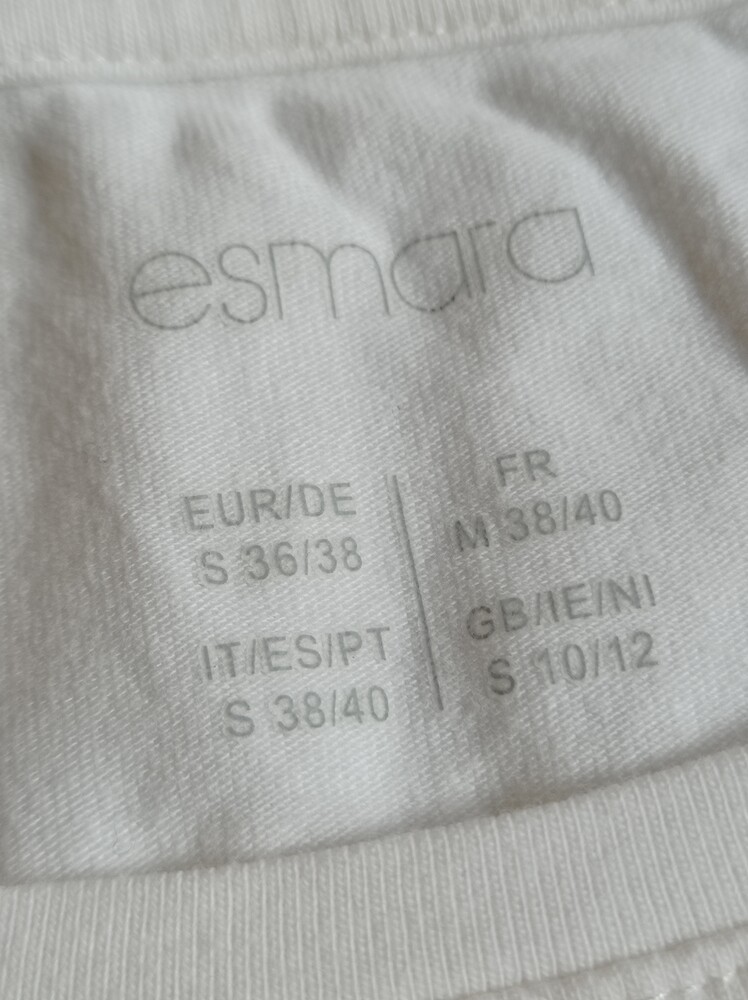 esmara
EUR/DE
S 36/38
IT/ES/PT
S 38/40
FR
M 38/40
GB/IE/NI
S 10/12